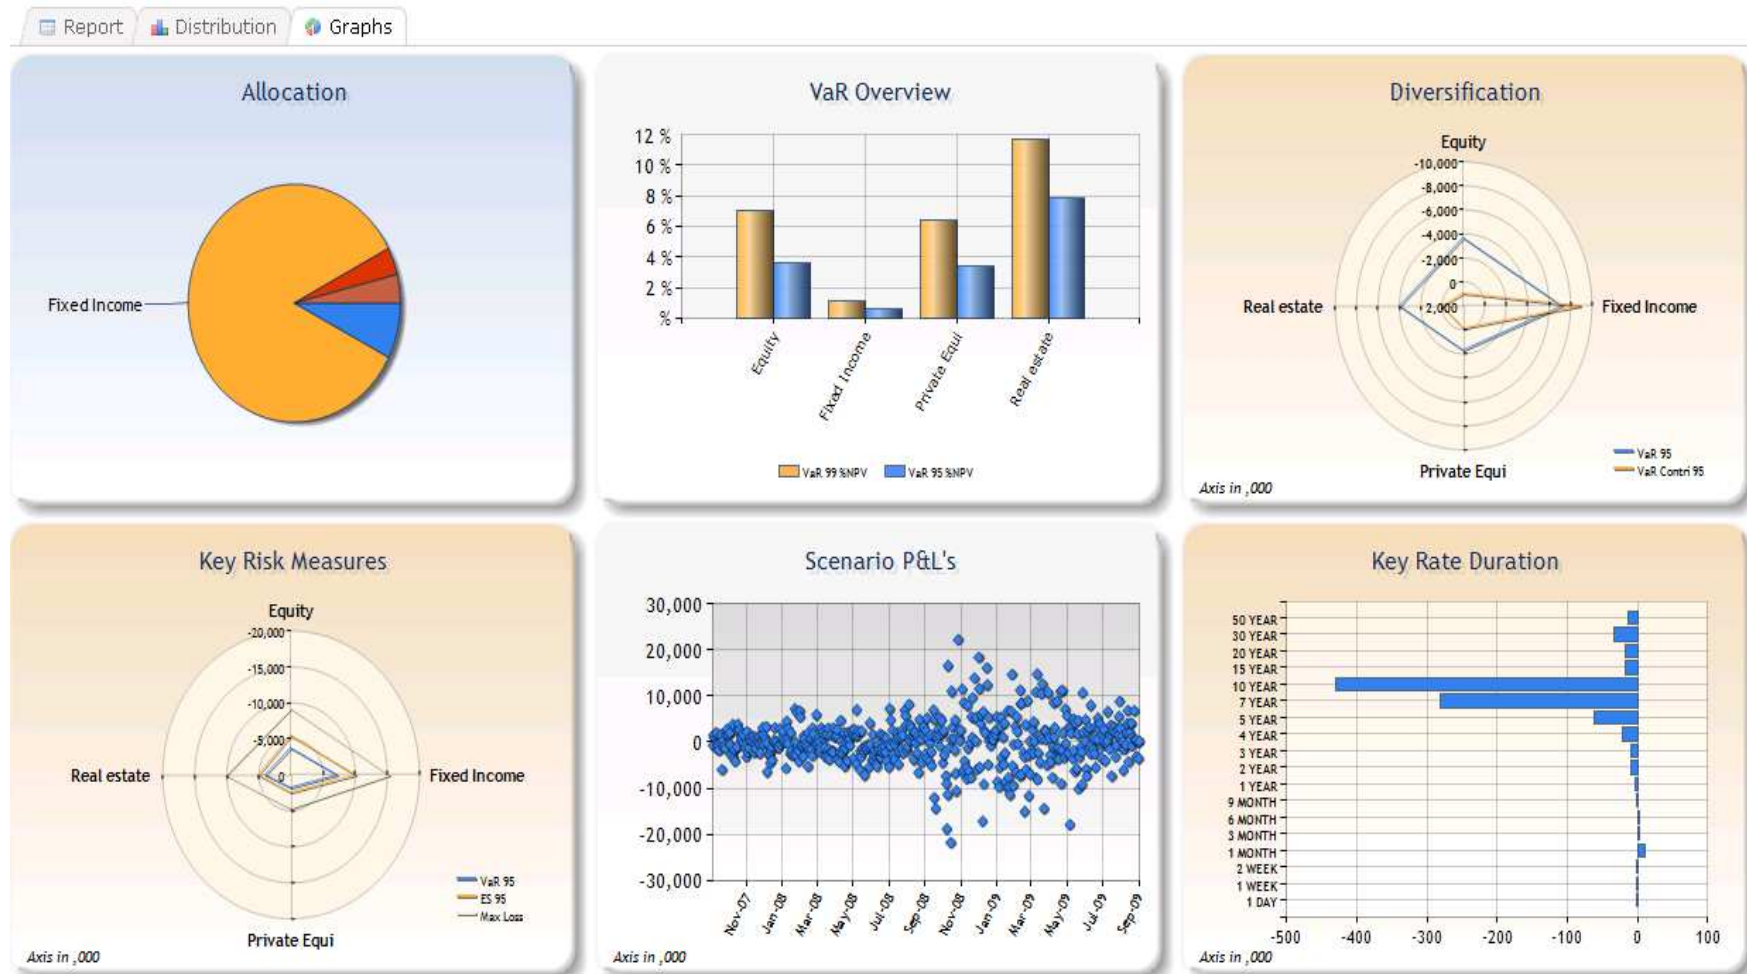 Report Distribution Graphs
Allocation
Fixed Income
VaR Overview
12 %
10 %
8 %
6 %
4 %
2 %
%
Equity
Fixed Income
Private Equi
Real estate
VaR 99 %NPV VaR 95 %NPV
Diversification
Equity
-10,000
-8,000
-6,000
-4,000
-2,000
0
2,000
Real estate
Fixed Income
Private Equi
VaR 95
VaR Contri 95
Axis in ,000
Key Risk Measures
Equity
-20,000
-15,000
-10,000
-5,000
0
Real estate
Fixed Income
Private Equi
VaR 95
ES 95
Max Loss
Axis in ,000
Scenario P&L's
30,000
20,000
10,000
0
-10,000
-20,000
-30,000
Nov-07
Jan-08
Mar-08
May-08
Jul-08
Sep-08
Nov-08
Jan-09
Mar-09
May-09
Jul-09
Sep-09
Axis in ,000
Key Rate Duration
50 YEAR
30 YEAR
20 YEAR
15 YEAR
10 YEAR
7 YEAR
5 YEAR
4 YEAR
3 YEAR
2 YEAR
1 YEAR
9 MONTH
6 MONTH
3 MONTH
1 MONTH
2 WEEK
1 WEEK
1 DAY
-500 -400 -300 -200 -100 0 100
Axis in ,000